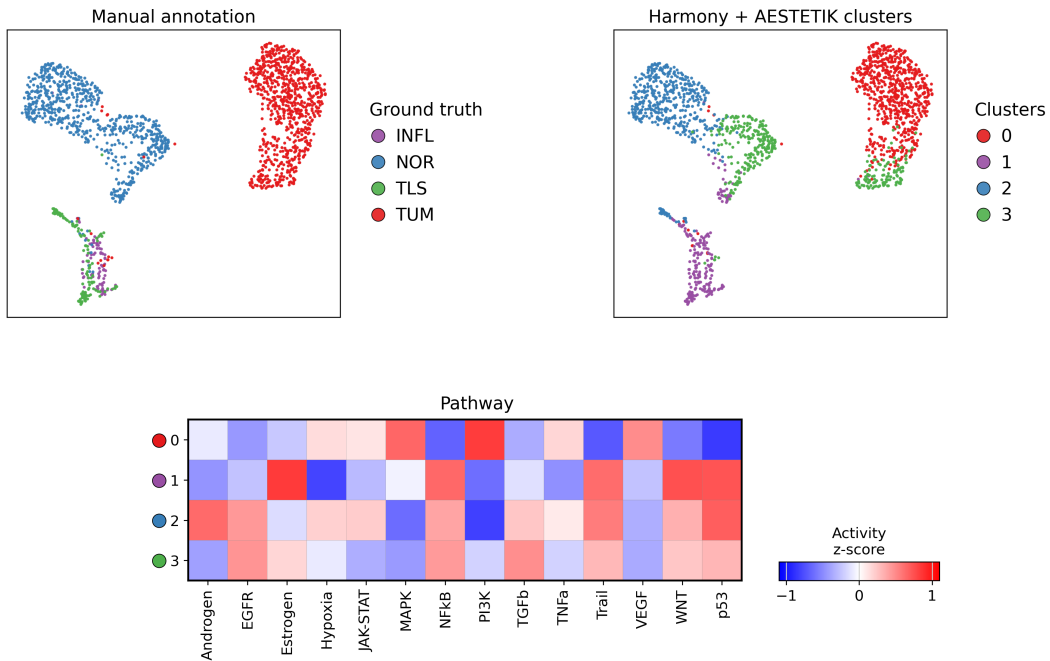 Manual annotation
Harmony + AESTETIK clusters
Ground truth
INFL
NOR
TLS
TUM
Clusters
0
1
2
3
Pathway
0
1
2
3
Androgen
EGFR
Estrogen
Hypoxia
JAK-STAT
MAPK
NFkB
PI3K
TGFb
TNFa
Trail
VEGF
WNT
p53
Activity
z-score
−1 0 1